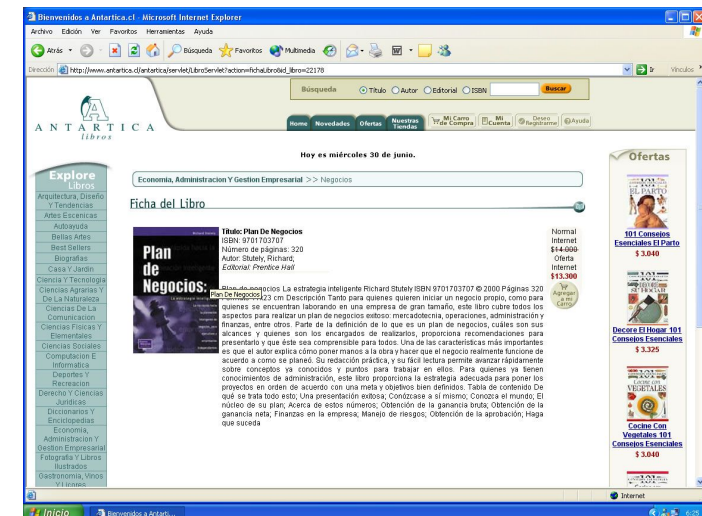 Bienvenidos a Antartica.cl - Microsoft Internet Explorer
Archivo Edición Ver Favoritos Herramientas Ayuda
Atrás Búsqueda Favoritos Multimedia
Dirección http://www.antartica.cl/antartica/servlet/LibroServlet?action=fichaLibro&id_libro=22178 Ir Vínculos
Búsqueda Título Autor Editorial ISBN Buscar
ANTARTICA
libros
Home Novedades Ofertas Nuestras Tiendas Mi Carro de Compra Mi Cuenta Deseo Registrarme Ayuda
Hoy es miércoles 30 de junio.
Explore
Libros
Arquitectura, Diseño
Y Tendencias
Artes Escenicas
Autoayuda
Bellas Artes
Best Sellers
Biografias
Casa Y Jardin
Ciencia Y Tecnologia
Ciencias Agrarias Y
De La Naturaleza
Ciencias De La
Comunicacion
Ciencias Fisicas Y
Elementales
Ciencias Sociales
Computacion E
Informatica
Deportes Y
Recreacion
Derecho Y Ciencias
Juridicas
Diccionarios Y
Enciclopedias
Economia,
Administracion Y
Gestion Empresarial
Fotografia Y Libros
Ilustrados
Gastronomia, Vinos
Y Licores
Economia, Administracion Y Gestion Empresarial >> Negocios
Ficha del Libro
Plan
de
Negocios:
Plan De Negocios
Título: Plan De Negocios
ISBN: 9701703707
Número de páginas: 320
Autor: Stutely, Richard;
Editorial: Prentice Hall
Normal
Internet
$14.000
Oferta
Internet
$13.300
Agregar
a mi
Carro
Plan de negocios La estrategia inteligente Richard Stutely ISBN 9701703707 © 2000 Páginas 320
23 cm Descripción Tanto para quienes quieren iniciar un negocio propio, como para
quienes se encuentran laborando en una empresa de gran tamaño, este libro cubre todos los
aspectos para realizar un plan de negocios exitoso: mercadotecnia, operaciones, administración y
finanzas, entre otros. Parte de la definición de lo que es un plan de negocios, cuáles son sus
alcances y quienes son los encargados de realizarlos, proporciona recomendaciones para
presentarlo y que éste sea comprensible para todos. Una de las características más importantes
es que el autor explica cómo poner manos a la obra y hacer que el negocio realmente funcione de
acuerdo a como se planeó. Su redacción práctica, y su fácil lectura permite avanzar rápidamente
sobre conceptos ya conocidos y puntos para trabajar en ellos. Para quienes ya tienen
conocimientos de administración, este libro proporciona la estrategia adecuada para poner los
proyectos en orden de acuerdo con una meta y objetivos bien definidos. Tabla de contenido De
qué se trata todo esto; Una presentación exitosa; Conózcase a sí mismo; Conozca el mundo; El
núcleo de su plan; Acerca de estos números; Obtención de la ganancia bruta; Obtención de la
ganancia neta; Finanzas en la empresa; Manejo de riesgos; Obtención de la aprobación; Haga
que suceda
Ofertas
101
EL PARTO
101 Consejos
Esenciales El Parto
$ 3.040
101
Decore El Hogar 101
Consejos Esenciales
$ 3.325
101
VEGETALES
Cocine Con
Vegetales 101
Consejos Esenciales
$ 3.040
101
Internet
Inicio Bienvenidos a Antarti... 6:25